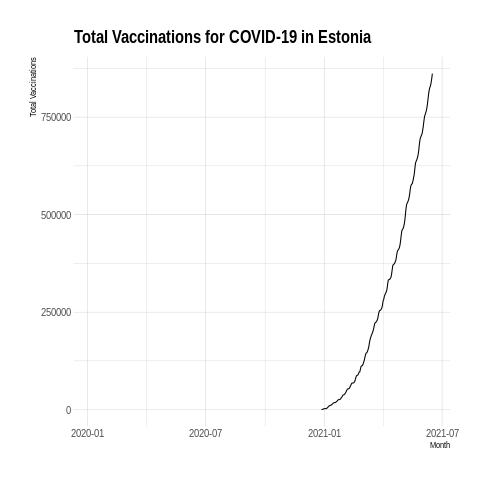 Total Vaccinations for COVID-19 in Estonia
Total Vaccinations
750000
500000
250000
0
2020-01 2020-07 2021-01 2021-07
Month